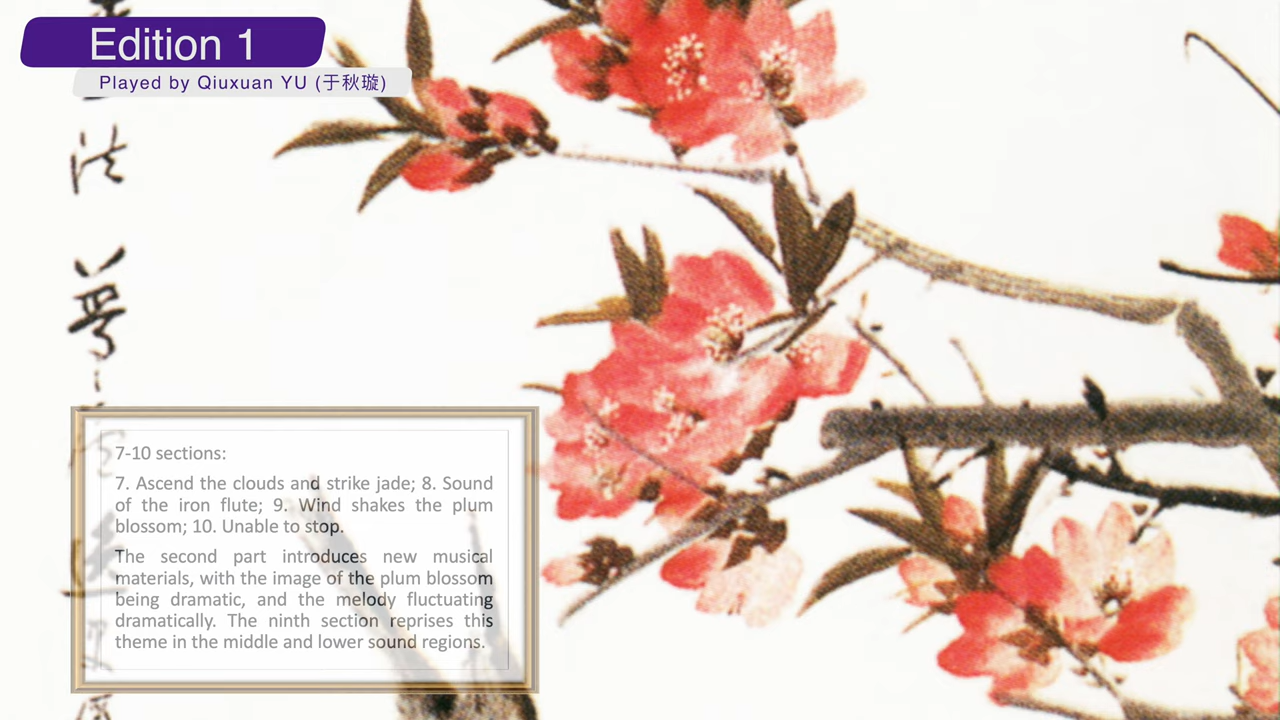 Edition 1
Played by Qiuxuan YU (于秋璇)
7-10 sections:
7. Ascend the clouds and strike jade; 8. Sound
of the iron flute; 9. Wind shakes the plum
blossom; 10. Unable to stop.
The second part introduces new musical
materials, with the image of the plum blossom
being dramatic, and the melody fluctuating
dramatically. The ninth section reprises this
theme in the middle and lower sound regions.